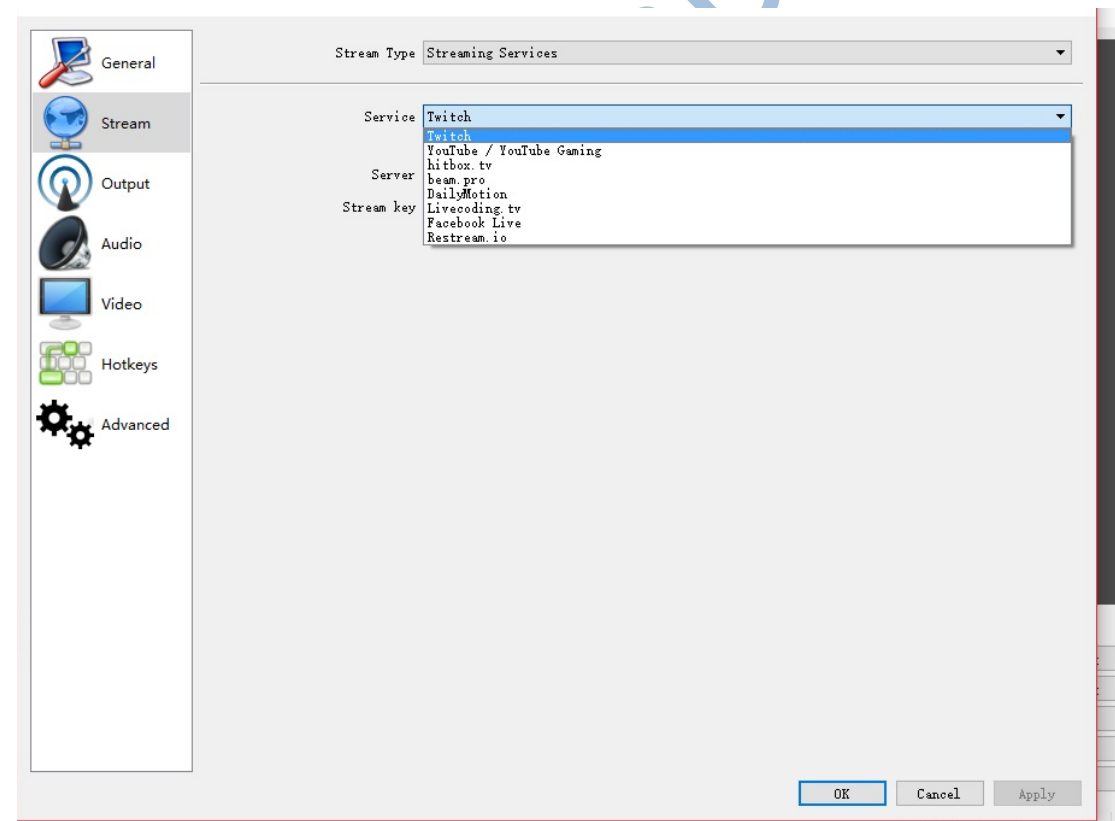 General
Stream
Output
Audio
Video
Hotkeys
Advanced
Stream Type Streaming Services
Service Twitch
Twitch
YouTube / YouTube Gaming
hitbox.tv
Server
beam.pro
DailyMotion
Stream key Livecoding.tv
Facebook Live
Restream.io
OK Cancel Apply